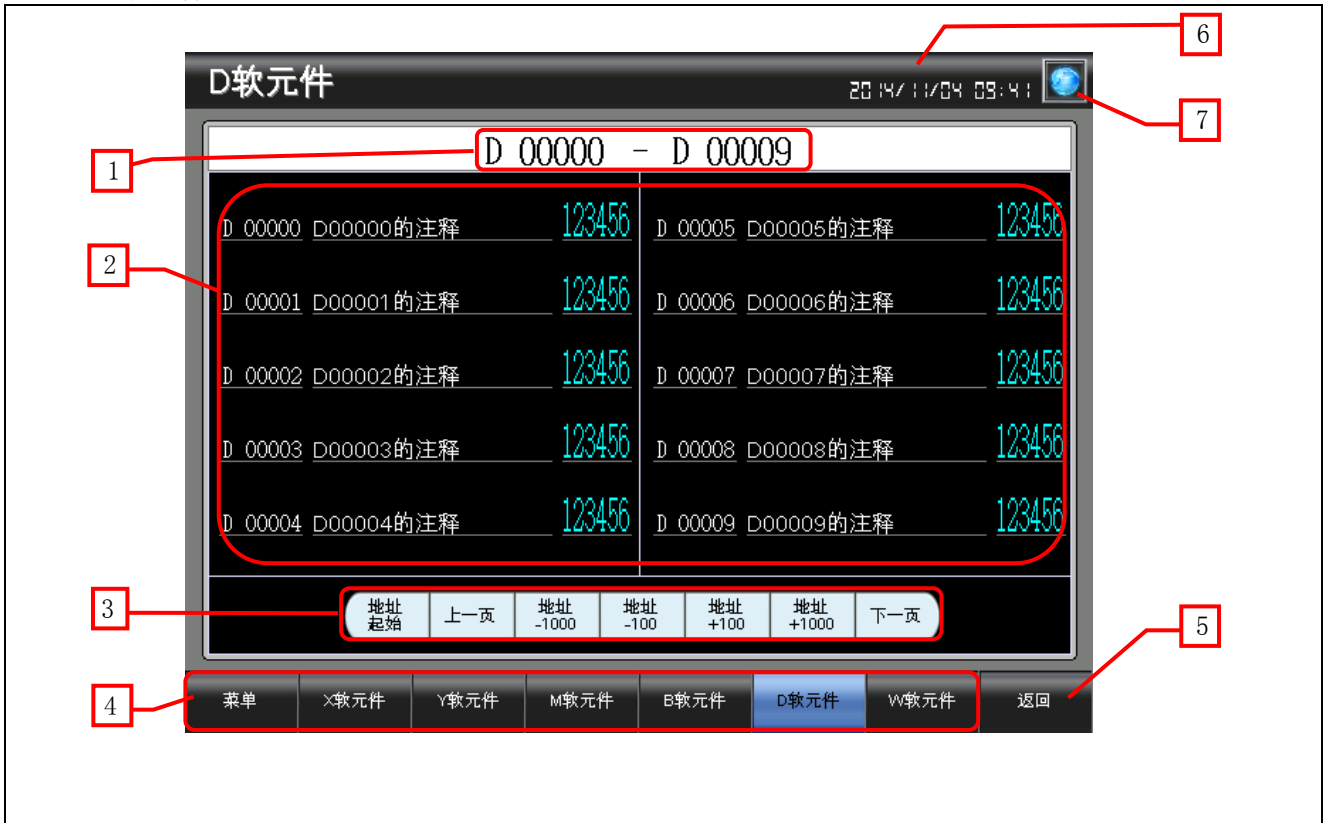 6
D软元件
2014/11/04 09:41
7
D 00000 - D 00009
1
D 00000 D00000的注释 123456 D 00005 D00005的注释 123456
2
D 00001 D00001的注释 123456 D 00006 D00006的注释 123456
D 00002 D00002的注释 123456 D 00007 D00007的注释 123456
D 00003 D00003的注释 123456 D 00008 D00008的注释 123456
D 00004 D00004的注释 123456 D 00009 D00009的注释 123456
3
地址
起始
上一页
地址
-1000
地址
-100
地址
+100
地址
+1000
下一页
5
4
菜单 X软元件 Y软元件 M软元件 B软元件 D软元件 W软元件 返回